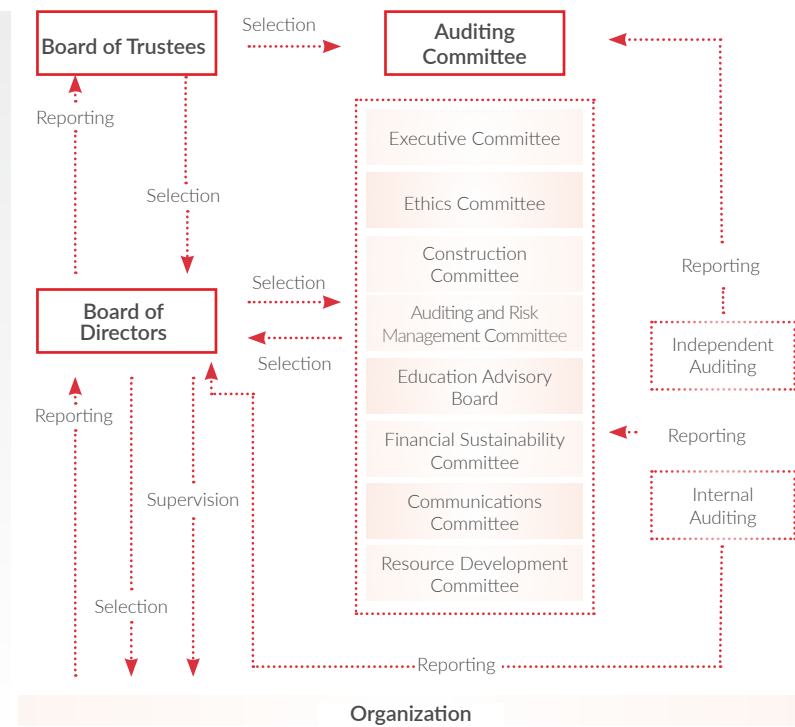 Board of Trustees
Selection
Auditing
Committee
Reporting
Selection
Executive Committee
Ethics Committee
Construction
Committee
Auditing and Risk
Management Committee
Education Advisory
Board
Financial Sustainability
Committee
Communications
Committee
Resource Development
Committee
Reporting
Independent
Auditing
Reporting
Internal
Auditing
Selection
Board of
Directors
Selection
Reporting
Supervision
Selection
Reporting
Organization